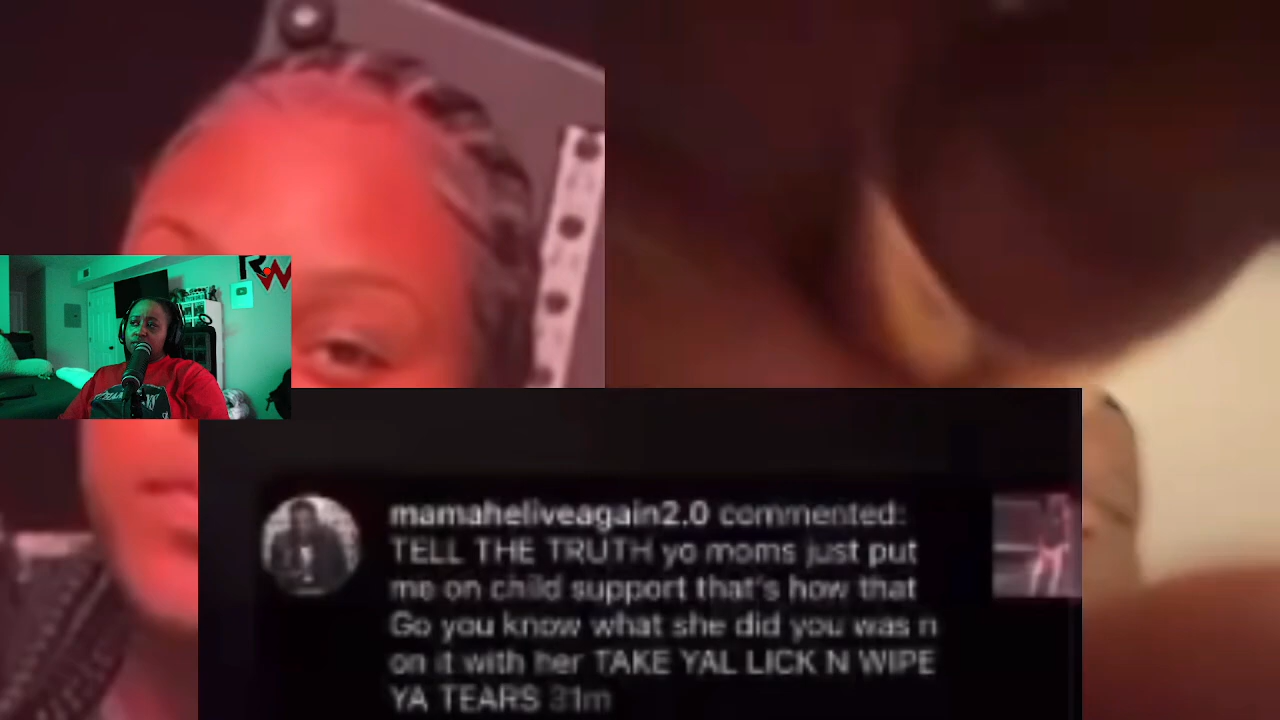 RW
mamaheliveagain2.0 commented:
TELL THE TRUTH yo moms just put
me on child support that's how that
Go you know what she did you was n
on it with her TAKE YAL LICK N WIPE
YA TEARS 31m